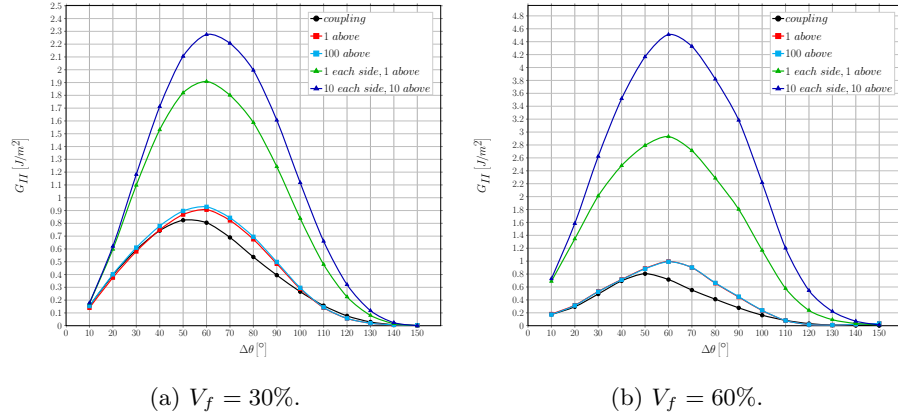 2.5
2.4
2.3
2.2
2.1
2
1.9
1.8
1.7
1.6
1.5
1.4
1.3
1.2
1.1
1
0.9
0.8
0.7
0.6
0.5
0.4
0.3
0.2
0.1
0
G_{II} [J/m²]
coupling
1 above
100 above
1 each side, 1 above
10 each side, 10 above
0 10 20 30 40 50 60 70 80 90 100 110 120 130 140 150
Δθ [°]
(a) V_f = 30%.
4.8
4.6
4.4
4.2
4
3.8
3.6
3.4
3.2
3
2.8
2.6
2.4
2.2
2
1.8
1.6
1.4
1.2
1
0.8
0.6
0.4
0.2
0
G_{II} [J/m²]
coupling
1 above
100 above
1 each side, 1 above
10 each side, 10 above
0 10 20 30 40 50 60 70 80 90 100 110 120 130 140 150
Δθ [°]
(b) V_f = 60%.